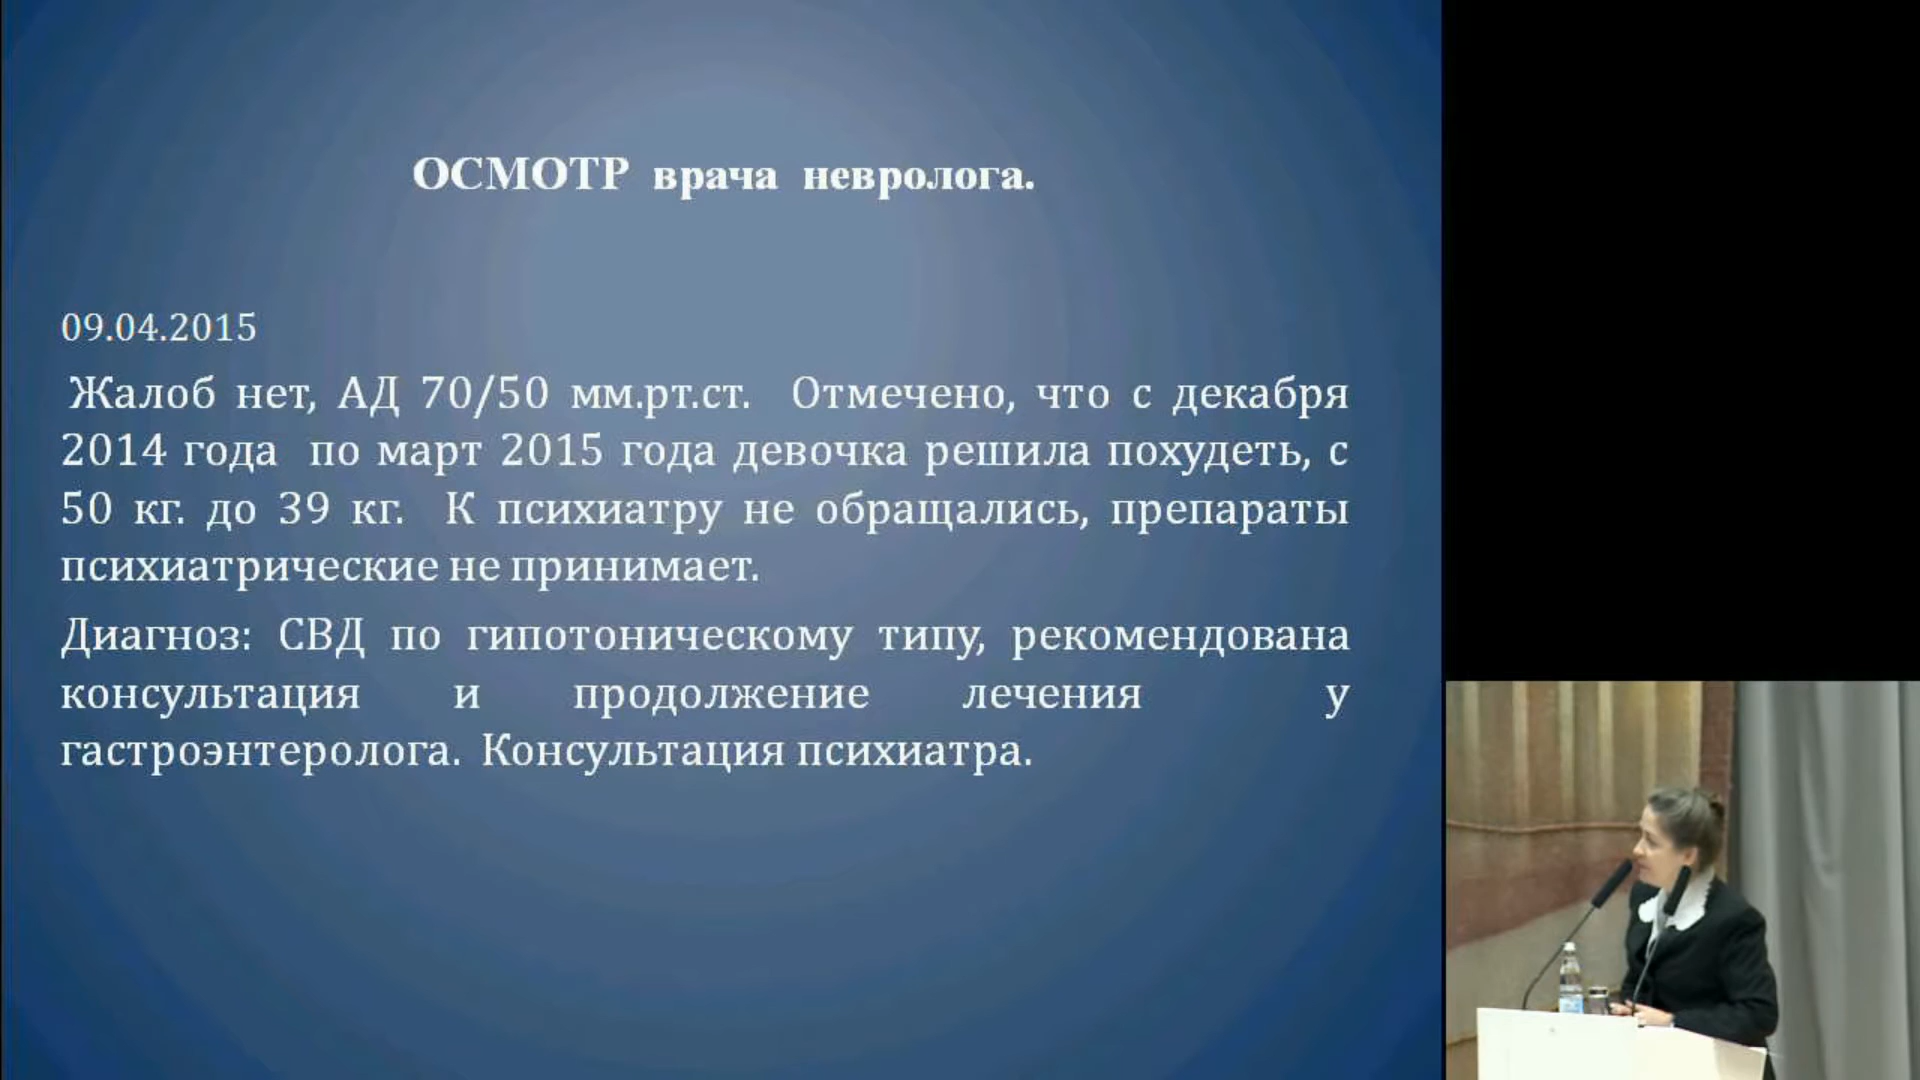 ОСМОТР врача невролога.
09.04.2015
Жалоб нет, АД 70/50 мм.рт.ст. Отмечено, что с декабря
2014 года по март 2015 года девочка решила похудеть, с
50 кг. до 39 кг. К психиатру не обращались, препараты
психиатрические не принимает.
Диагноз: СВД по гипотоническому типу, рекомендована
консультация и продолжение лечения у
гастроэнтеролога. Консультация психиатра.